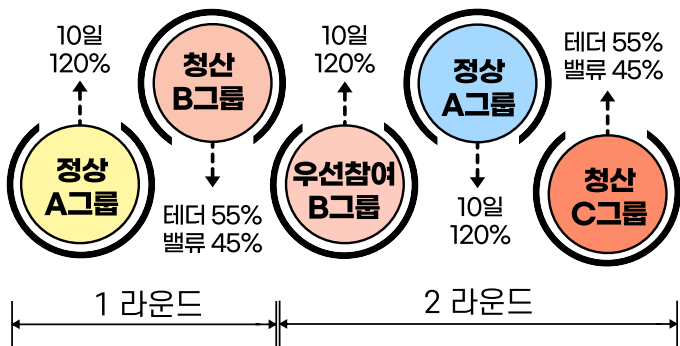 10일
120%
정상
A그룹
청산
B그룹
테더 55%
밸류 45%
10일
120%
우선참여
B그룹
정상
A그룹
10일
120%
테더 55%
밸류 45%
청산
C그룹
1 라운드
2 라운드